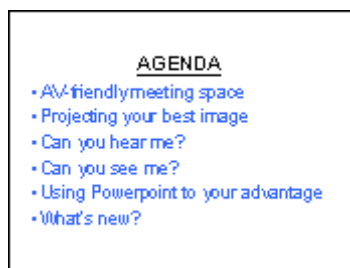 AGENDA
• AV-friendly meeting space
• Projecting your best image
• Can you hear me?
• Can you see me?
• Using Powerpoint to your advantage
• What's new?